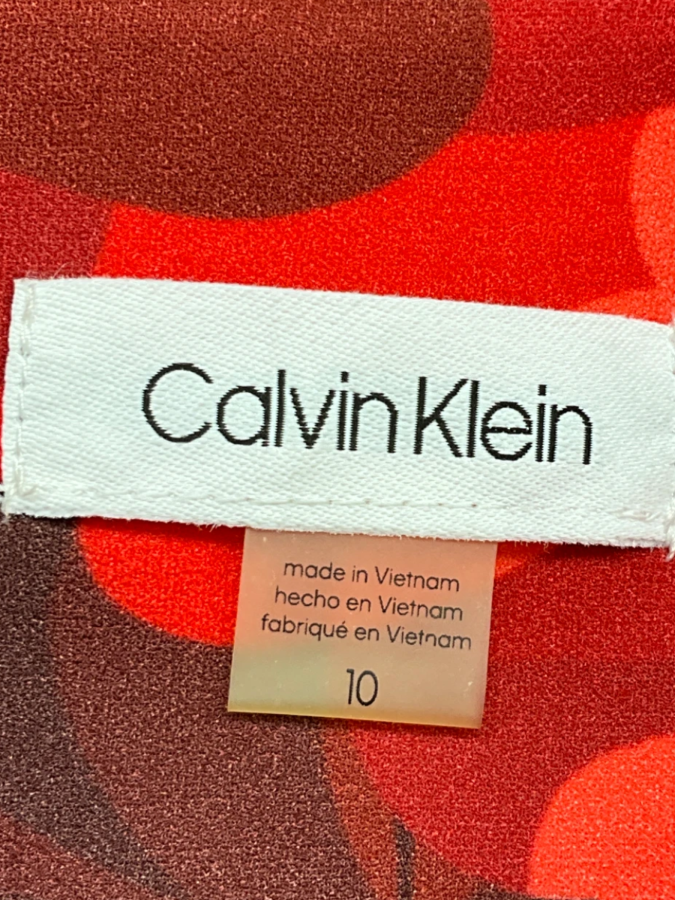 Calvin Klein
made in Vietnam
hecho en Vietnam
fabriqué en Vietnam
10